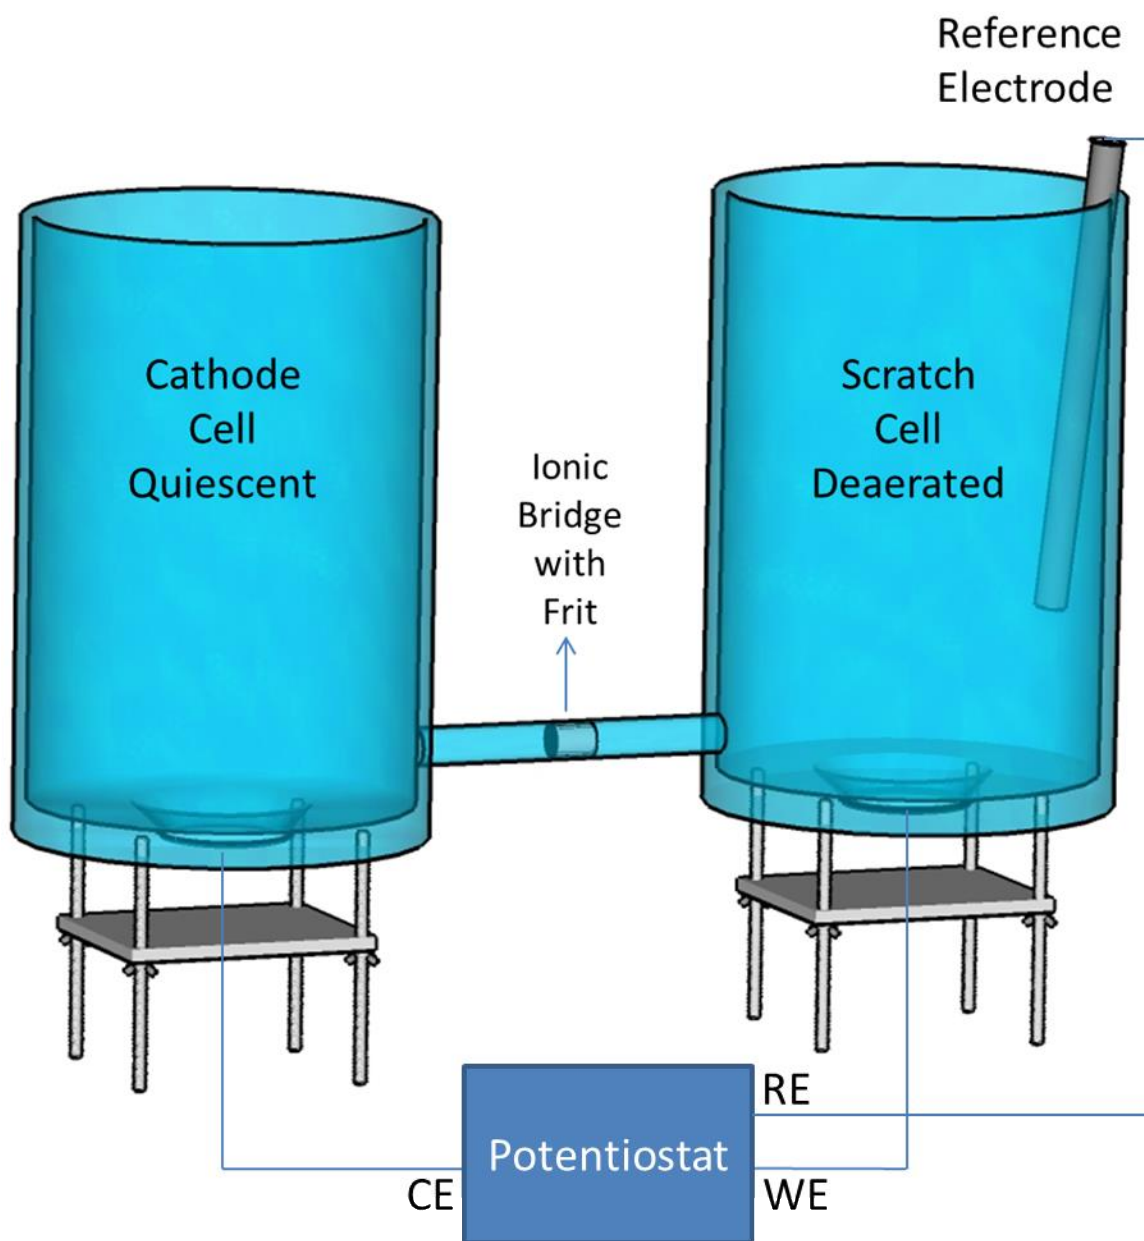 Reference
Electrode
Cathode
Cell
Quiescent
Scratch
Cell
Deaerated
Ionic
Bridge
with
Frit
RE
Potentiostat
CE
WE